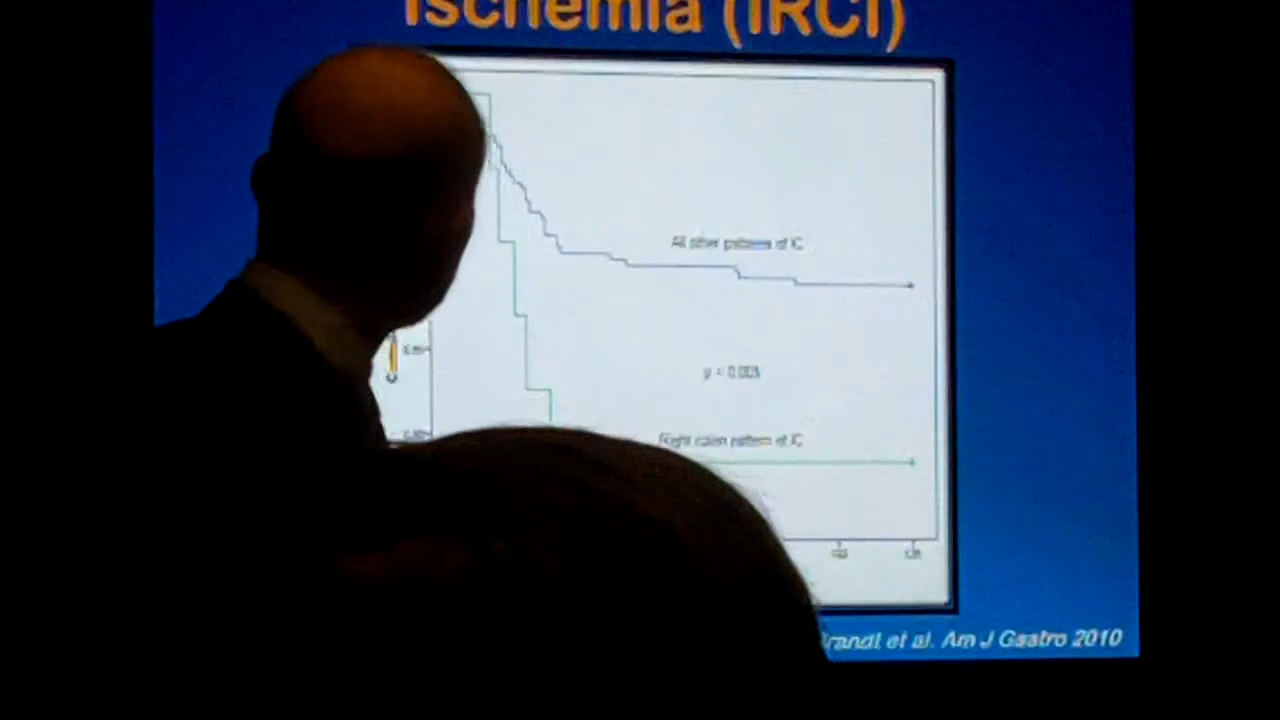 Ischemia (IRCI)
All other patterns of IC
Right colon pattern of IC
Brandt et al. Am J Gastro 2010